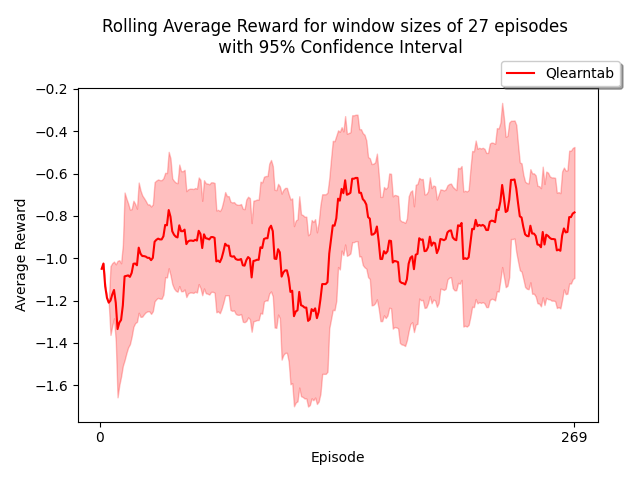 Rolling Average Reward for window sizes of 27 episodes
with 95% Confidence Interval
Qlearntab
−0.2
−0.4
−0.6
−0.8
−1.0
−1.2
−1.4
−1.6
Average Reward
0
269
Episode